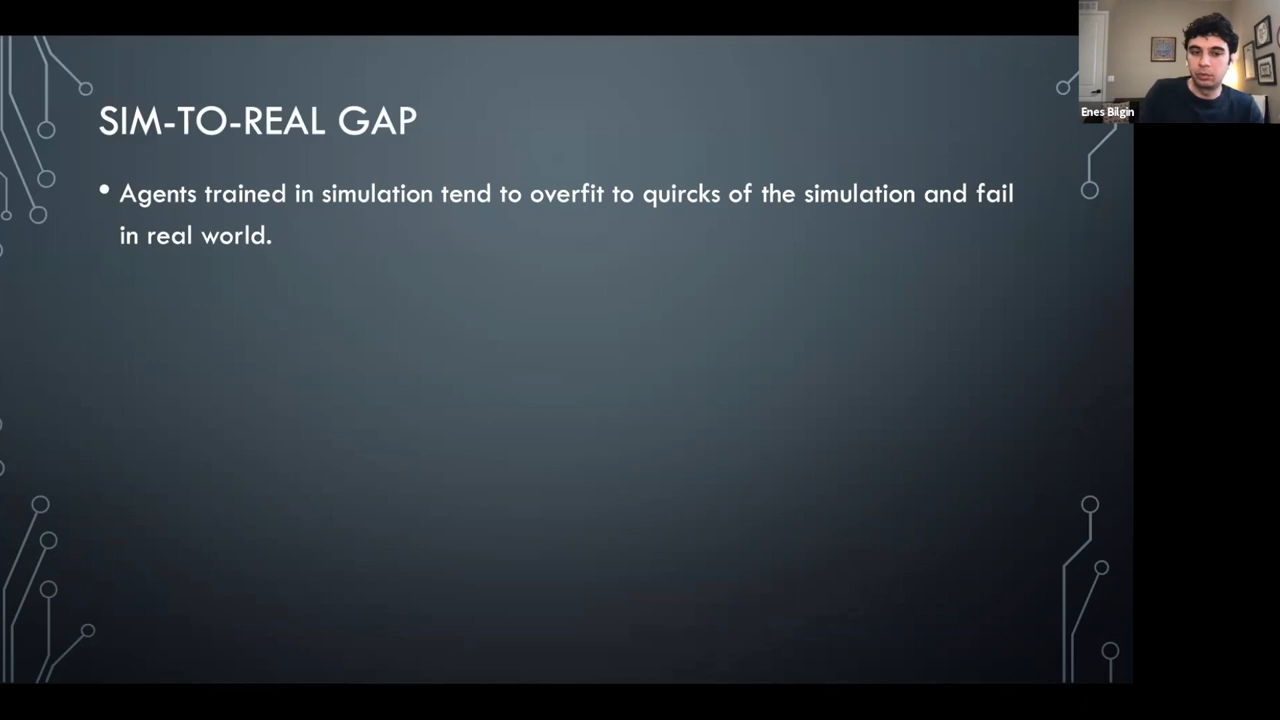 SIM-TO-REAL GAP
• Agents trained in simulation tend to overfit to quircks of the simulation and fail
in real world.
Enes Bilgin